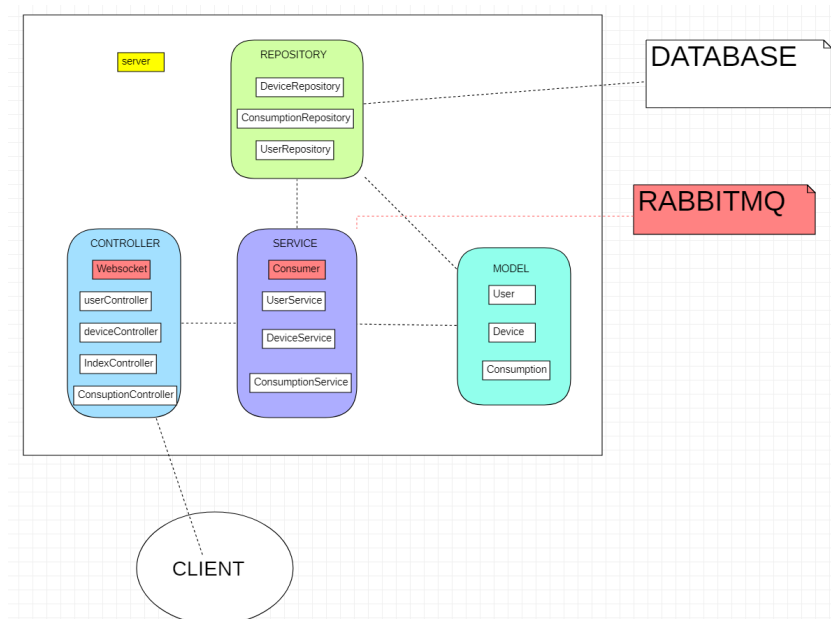 server
REPOSITORY
DeviceRepository
ConsumptionRepository
UserRepository
DATABASE
RABBITMQ
CONTROLLER
Websocket
userController
deviceController
IndexController
ConsuptionController
SERVICE
Consumer
UserService
DeviceService
ConsumptionService
MODEL
User
Device
Consumption
CLIENT